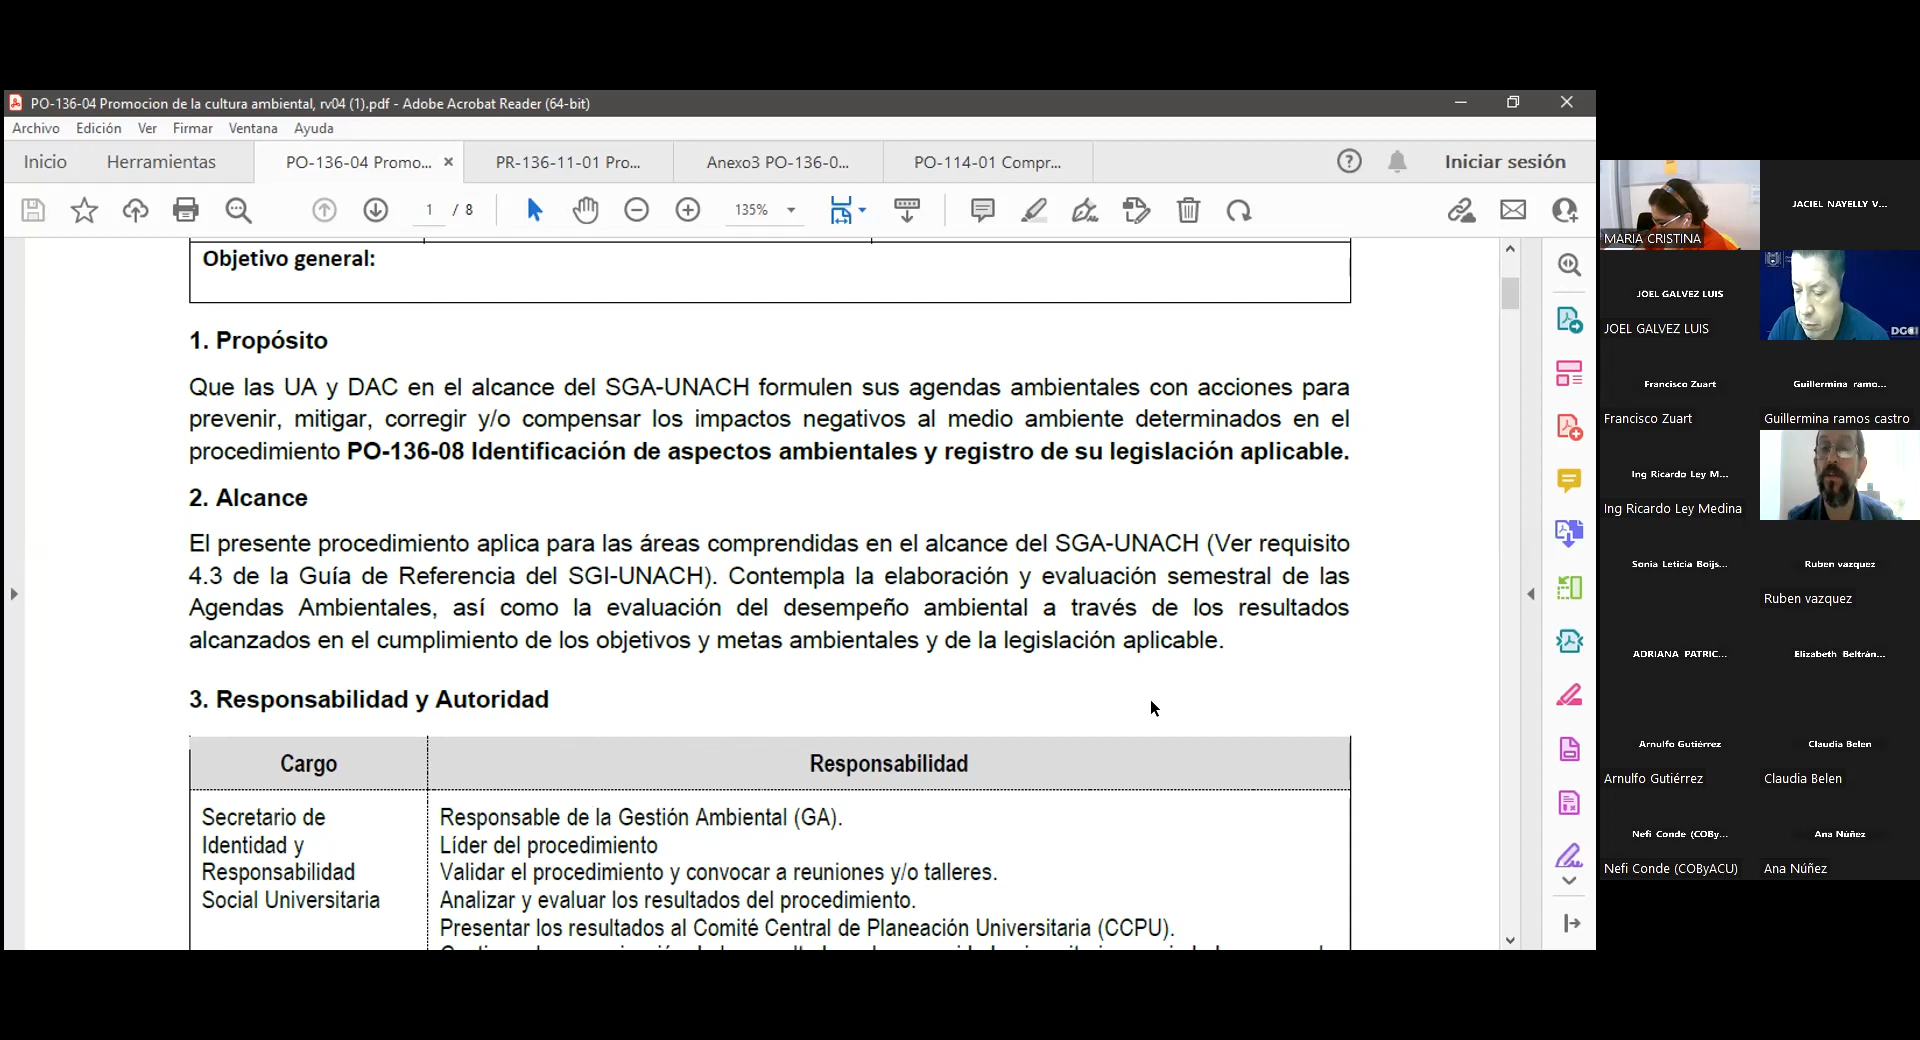 PO-136-04 Promocion de la cultura ambiental, rv04 (1).pdf - Adobe Acrobat Reader (64-bit)
Archivo Edición Ver Firmar Ventana Ayuda
Inicio Herramientas PO-136-04 Promo... × PR-136-11-01 Pro... Anexo3 PO-136-0... PO-114-01 Compr... Iniciar sesión
1 / 8 135%
Objetivo general:
1. Propósito
Que las UA y DAC en el alcance del SGA-UNACH formulen sus agendas ambientales con acciones para
prevenir, mitigar, corregir y/o compensar los impactos negativos al medio ambiente determinados en el
procedimiento PO-136-08 Identificación de aspectos ambientales y registro de su legislación aplicable.
2. Alcance
El presente procedimiento aplica para las áreas comprendidas en el alcance del SGA-UNACH (Ver requisito
4.3 de la Guía de Referencia del SGI-UNACH). Contempla la elaboración y evaluación semestral de las
Agendas Ambientales, así como la evaluación del desempeño ambiental a través de los resultados
alcanzados en el cumplimiento de los objetivos y metas ambientales y de la legislación aplicable.
3. Responsabilidad y Autoridad
Cargo Responsabilidad
Secretario de
Identidad y
Responsabilidad
Social Universitaria
Responsable de la Gestión Ambiental (GA).
Líder del procedimiento
Validar el procedimiento y convocar a reuniones y/o talleres.
Analizar y evaluar los resultados del procedimiento.
Presentar los resultados al Comité Central de Planeación Universitaria (CCPU).
MARIA CRISTINA
JACIEL NAYELLY V...
JOEL GALVEZ LUIS
JOEL GALVEZ LUIS
Francisco Zuart
Francisco Zuart
Guillermina ramo...
Guillermina ramos castro
Ing Ricardo Ley M...
Ing Ricardo Ley Medina
Sonia Leticia Boijs...
Ruben vazquez
Ruben vazquez
ADRIANA PATRIC...
Elizabeth Beltrán...
Arnulfo Gutiérrez
Arnulfo Gutiérrez
Claudia Belen
Claudia Belen
Nefi Conde (COBy...
Nefi Conde (COByACU)
Ana Núñez
Ana Núñez